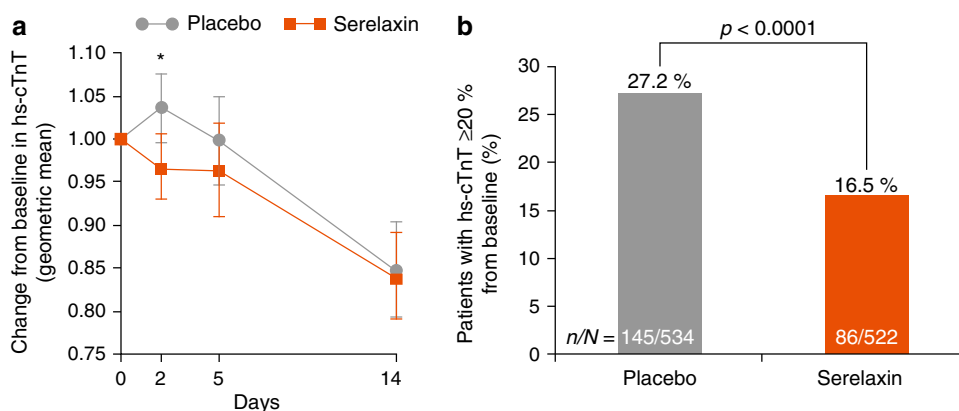 a
Placebo
Serelaxin
Change from baseline in hs-cTnT
(geometric mean)
1.10
1.05
1.00
0.95
0.90
0.85
0.80
0.75
*
0
2
5
14
Days
b
p < 0.0001
Patients with hs-cTnT ≥20 %
from baseline (%)
30
25
20
15
10
5
0
27.2 %
16.5 %
n/N = 145/534
86/522
Placebo
Serelaxin